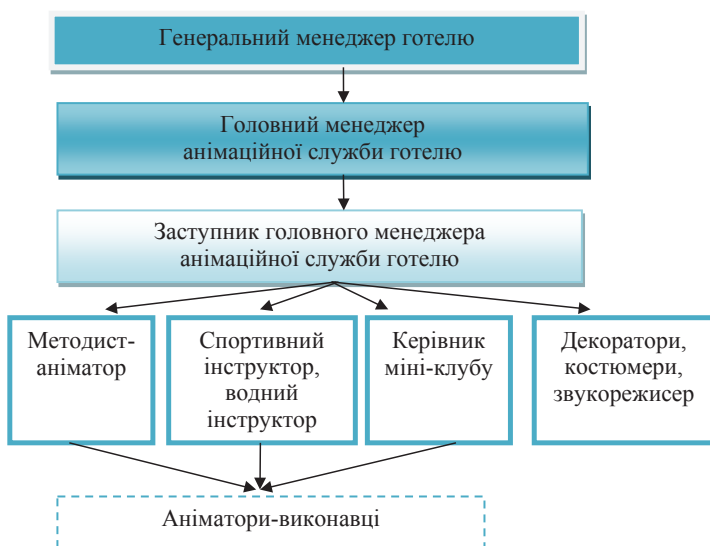 Генеральний менеджер готелю
Головний менеджер
анімаційної служби готелю
Заступник головного менеджера
анімаційної служби готелю
Методист-
аніматор
Спортивний
інструктор,
водний
інструктор
Керівник
міні-клубу
Декоратори,
костюмери,
звукорежисер
Аніматори-виконавці